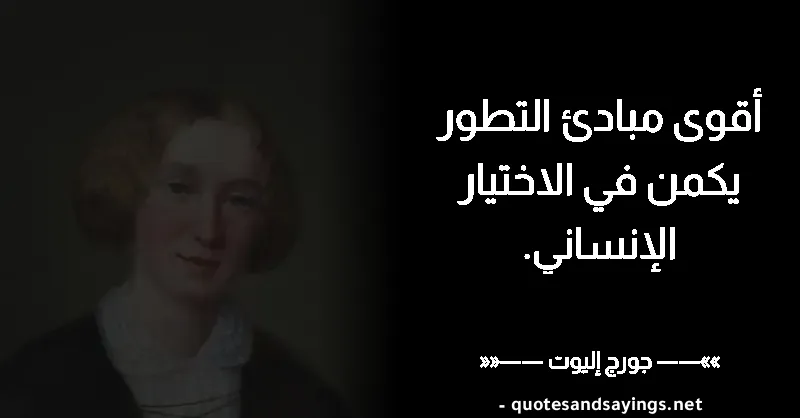 أقوى مبادئ التطور
يكمن في الاختيار
الإنساني.
»»—— جورج إليوت ——««
- quotesandsayings.net